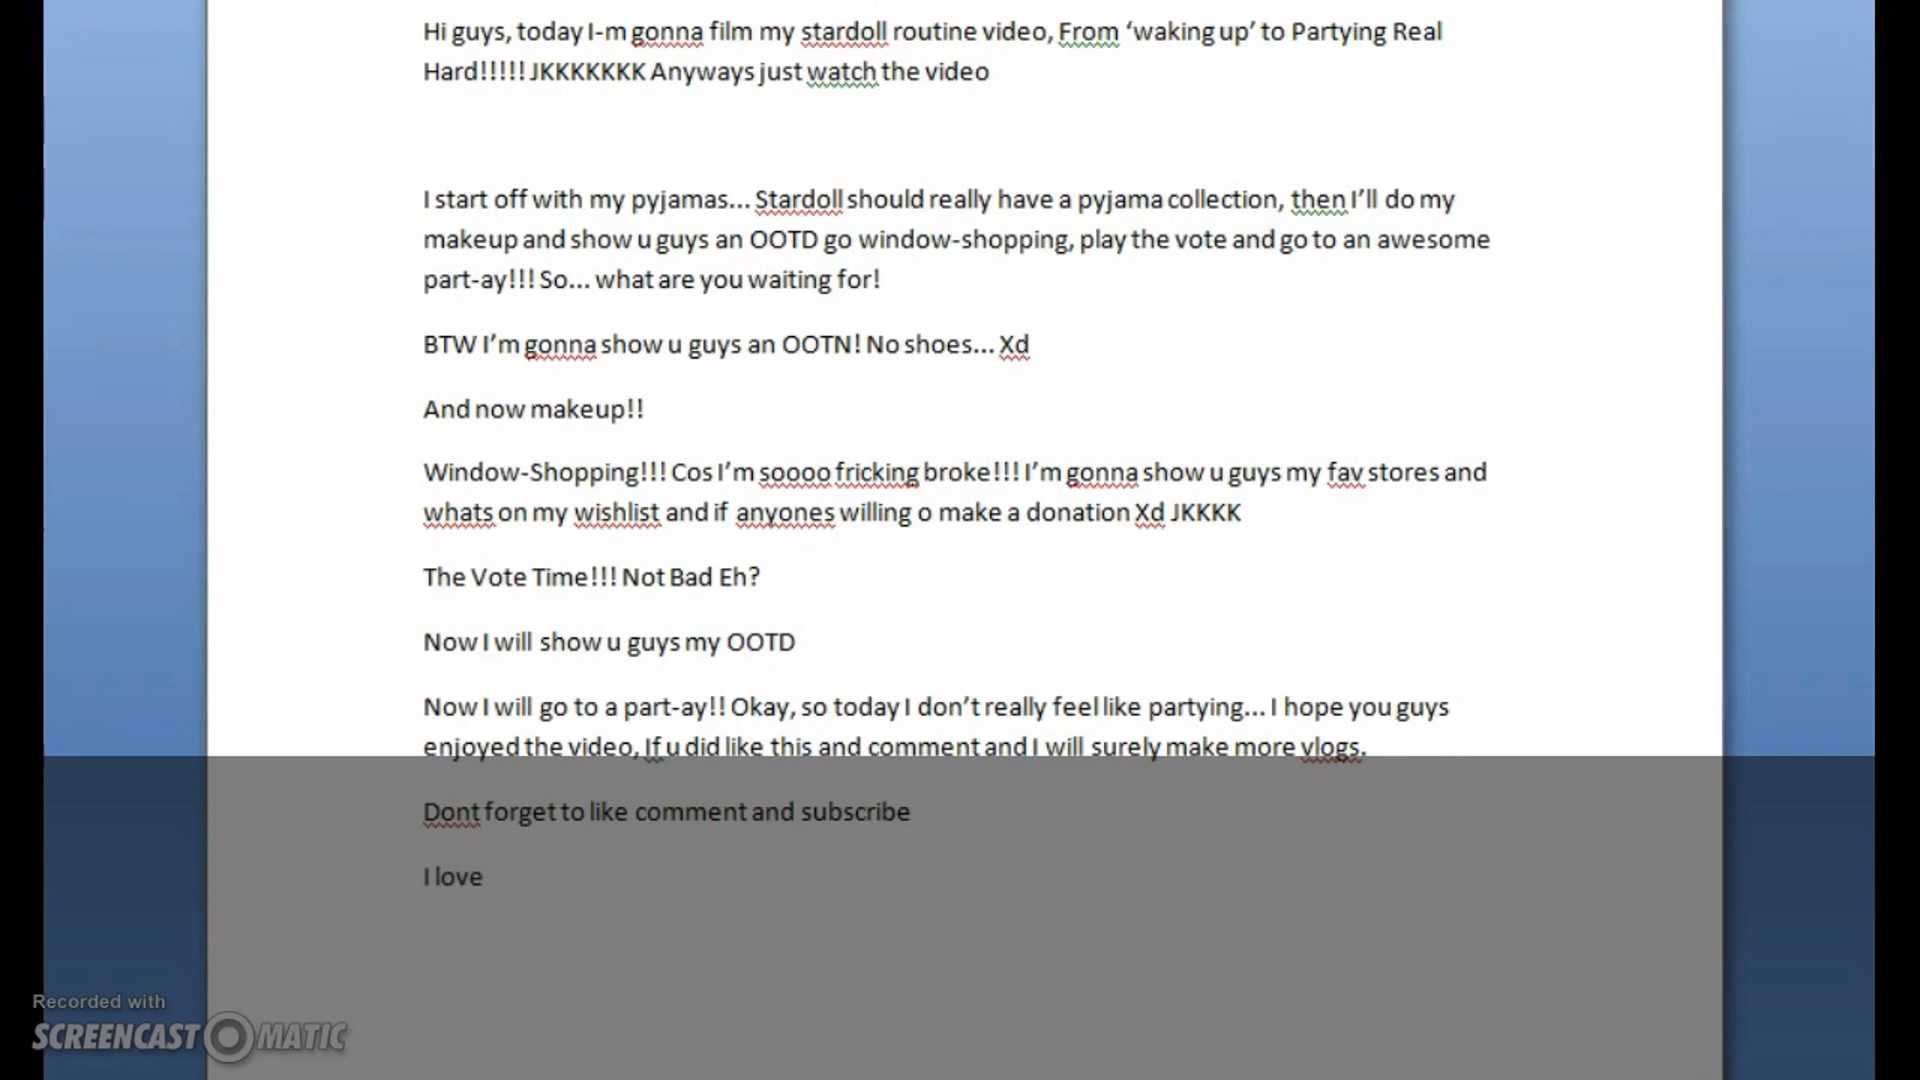 Hi guys, today I-m gonna film my stardoll routine video, From ‘waking up’ to Partying Real
Hard!!!!! JKKKKKKK Anyways just watch the video
I start off with my pyjamas... Stardoll should really have a pyjama collection, then I’ll do my
makeup and show u guys an OOTD go window-shopping, play the vote and go to an awesome
part-ay!!! So... what are you waiting for!
BTW I’m gonna show u guys an OOTN! No shoes... Xd
And now makeup!!
Window-Shopping!!! Cos I’m soooo fricking broke!!! I’m gonna show u guys my fav stores and
whats on my wishlist and if anyones willing o make a donation Xd JKKKK
The Vote Time!!! Not Bad Eh?
Now I will show u guys my OOTD
Now I will go to a part-ay!! Okay, so today I don’t really feel like partying... I hope you guys
enjoyed the video, If u did like this and comment and I will surely make more vlogs.
Dont forget to like comment and subscribe
I love
Recorded with
SCREENCAST O MATIC